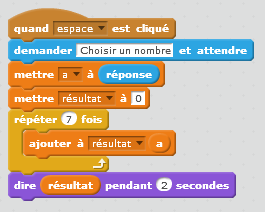 quand espace est cliqué
demander Choisir un nombre et attendre
mettre a à réponse
mettre résultat à 0
répéter 7 fois
ajouter à résultat a
dire résultat pendant 2 secondes